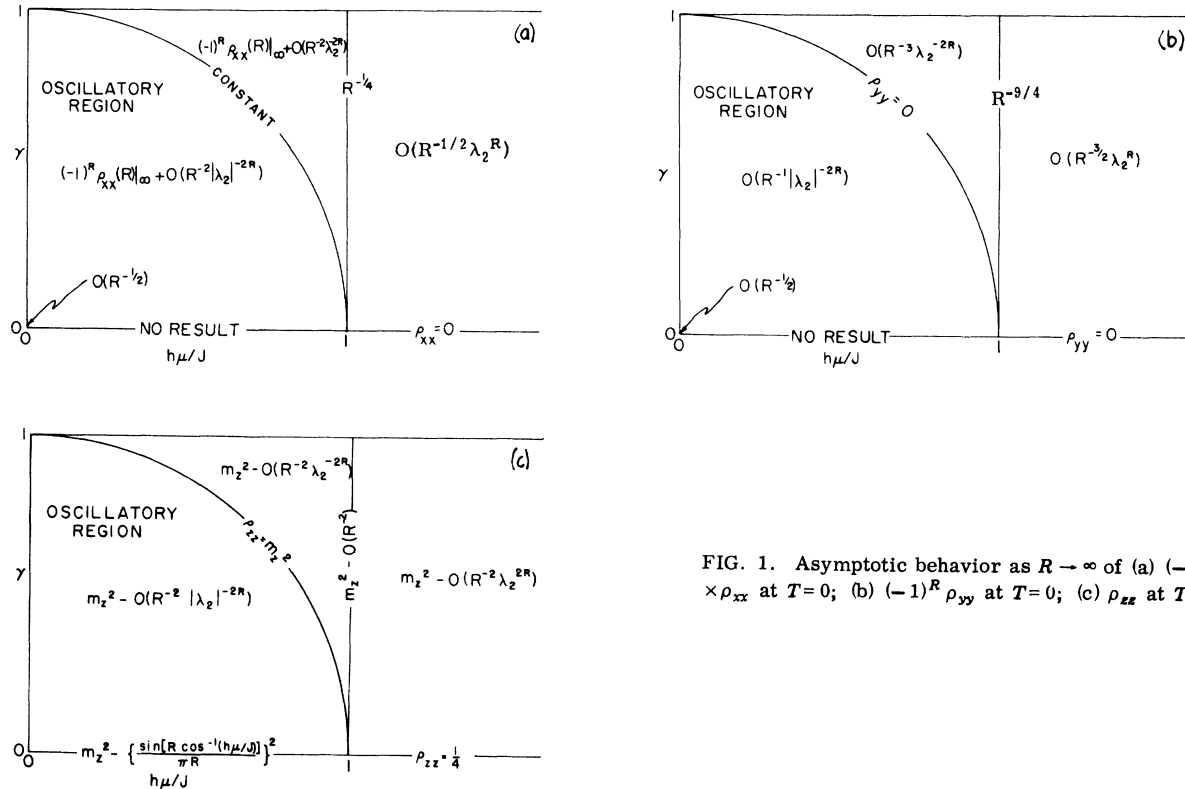 (a)
1
(-1)^R ρ_xx(R)|_∞ + O(R^-2 λ_2^-2R)
CONSTANT
R^-1/4
OSCILLATORY
REGION
γ
O(R^-1/2 λ_2^R)
(-1)^R ρ_xx(R)|_∞ + O(R^-2 |λ_2|^-2R)
O(R^-1/2)
0
NO RESULT
ρ_xx = 0
0
1
hμ/J
(b)
1
O(R^-3 λ_2^-2R)
ρ_yy = 0
R^-9/4
OSCILLATORY
REGION
γ
O(R^-3/2 λ_2^R)
O(R^-1 |λ_2|^-2R)
O(R^-1/2)
0
NO RESULT
ρ_yy = 0
0
1
hμ/J
(c)
1
m_z^2 - O(R^-2 λ_2^-2R)
OSCILLATORY
REGION
ρ_zz = m_z^2
m_z^2 - O(R^-2)
γ
m_z^2 - O(R^-2 λ_2^2R)
m_z^2 - O(R^-2 |λ_2|^-2R)
0
m_z^2 - {sin[R cos^-1(hμ/J)]/πR}^2
ρ_zz = 1/4
0
1
hμ/J
FIG. 1. Asymptotic behavior as R → ∞ of (a) (-
×ρ_xx at T = 0; (b) (-1)^R ρ_yy at T = 0; (c) ρ_zz at T